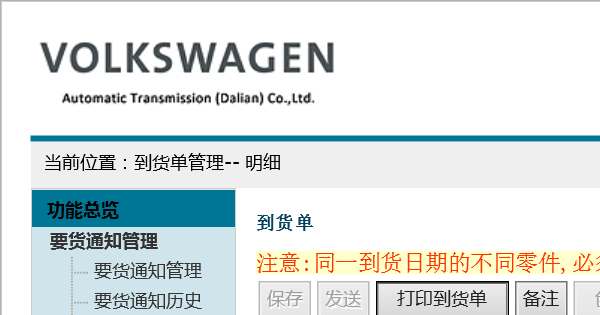 VOLKSWAGEN
Automatic Transmission (Dalian) Co.,Ltd.
当前位置：到货单管理-- 明细
功能总览
要货通知管理
要货通知管理
要货通知历史
到货单
注意:同一到货日期的不同零件,必
保存 发送 打印到货单 备注